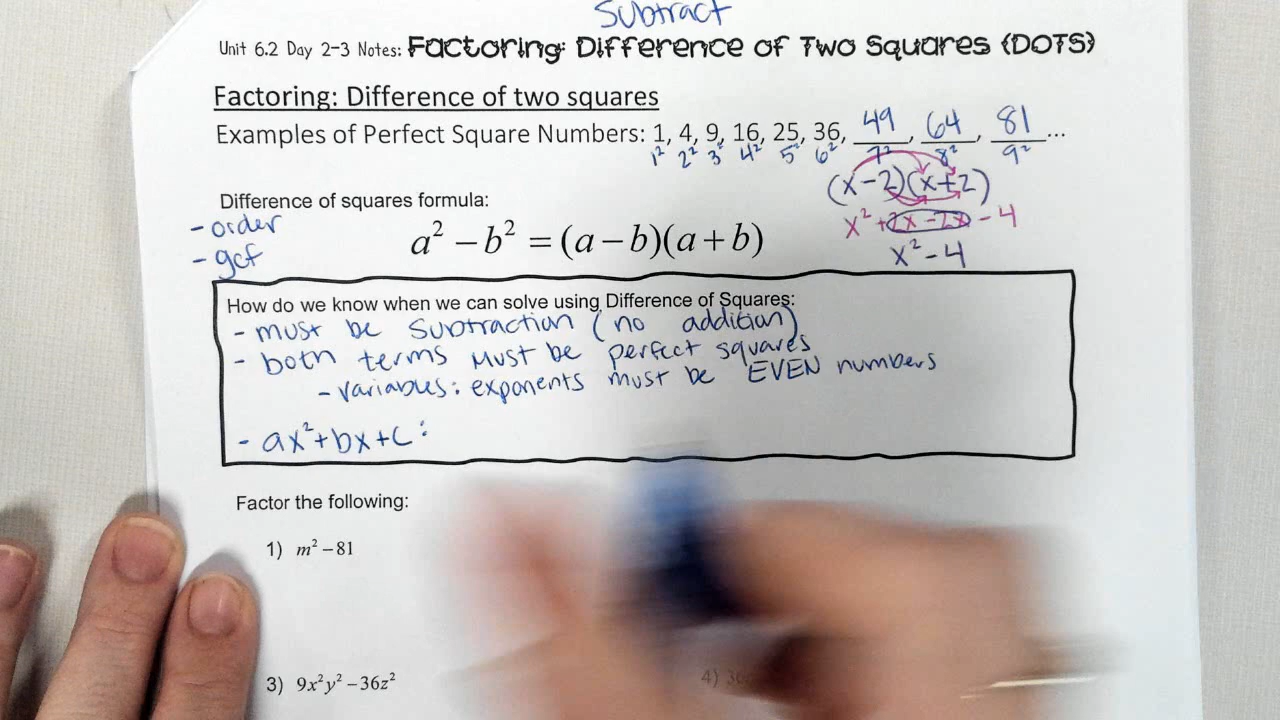 Subtract
Unit 6.2 Day 2-3 Notes: Factoring: Difference of Two Squares (DOTS)
Factoring: Difference of two squares
Examples of Perfect Square Numbers: 1, 4, 9, 16, 25, 36, 49, 64, 81...
1² 2² 3² 4² 5² 6² 7² 8² 9²
(x-2)(x+2)
Difference of squares formula:
- order
x²+2x-2x-4
a² - b² = (a - b)(a + b)
- gcf
x²-4
How do we know when we can solve using Difference of Squares:
- must be Subtraction (no addition)
- both terms must be perfect squares
- variables: exponents must be EVEN numbers
- ax²+bx+c:
Factor the following:
1) m² - 81
3) 9x²y² - 36z²
4)